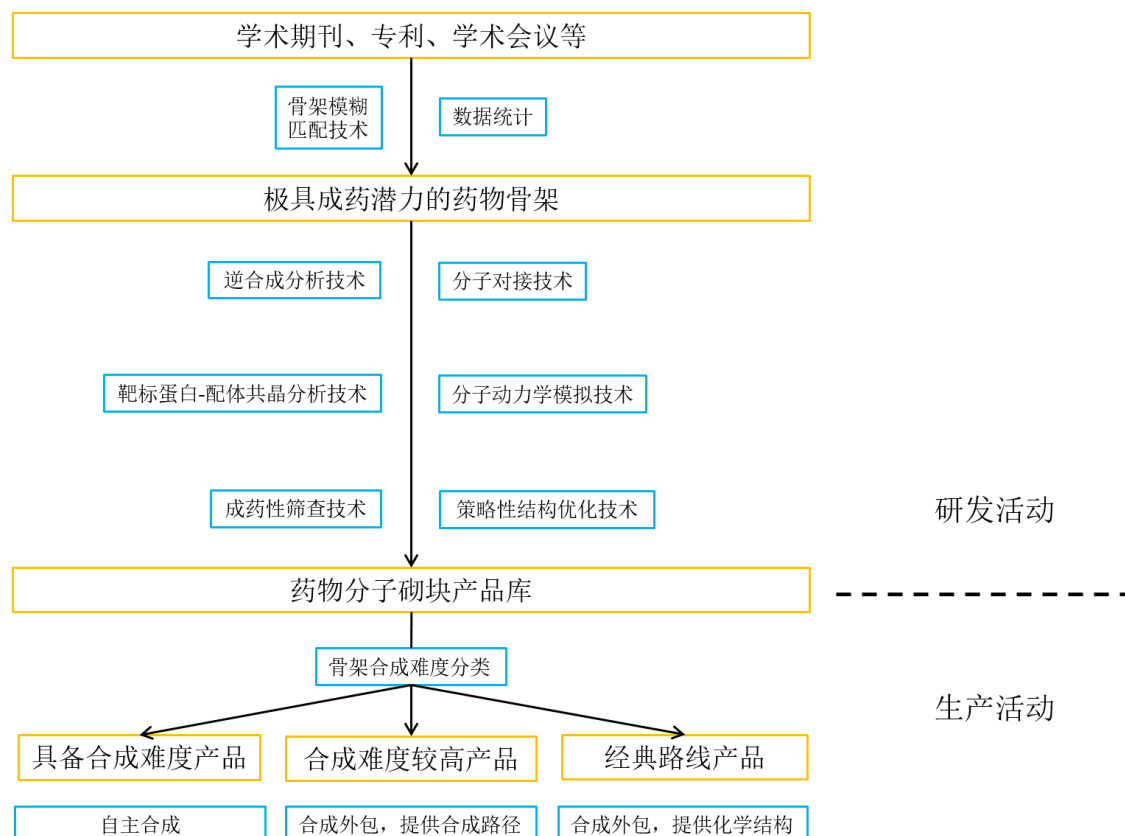 学术期刊、专利、学术会议等
骨架模糊
匹配技术
数据统计
极具成药潜力的药物骨架
逆合成分析技术
分子对接技术
靶标蛋白-配体共晶分析技术
分子动力学模拟技术
成药性筛查技术
策略性结构优化技术
研发活动
药物分子砌块产品库
骨架合成难度分类
生产活动
具备合成难度产品
合成难度较高产品
经典路线产品
自主合成
合成外包，提供合成路径
合成外包，提供化学结构